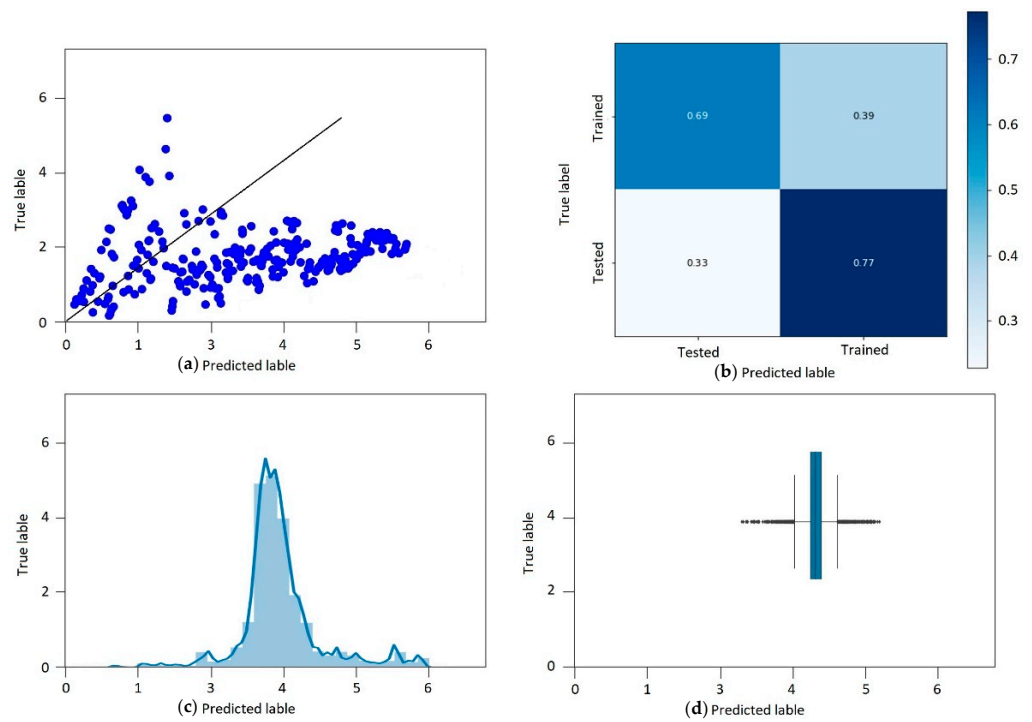 True lable
6
4
2
0
0 1 3 4 5 6
(a) Predicted lable
True label
Trained
Tested
0.69 0.39
0.33 0.77
Tested Trained
(b) Predicted lable
0.7
0.6
0.5
0.4
0.3
True lable
6
4
2
0
0 1 3 4 5 6
(c) Predicted lable
True lable
6
4
2
0
0 1 3 4 5 6
(d) Predicted lable